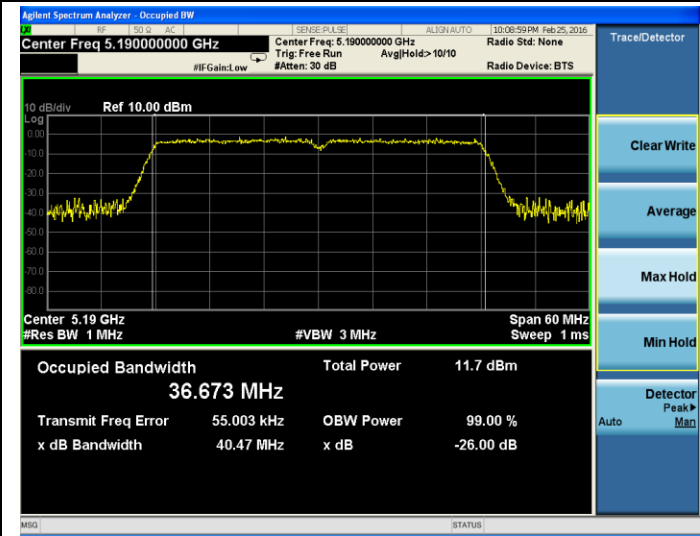 Agilent Spectrum Analyzer - Occupied BW
RF 50 Ω AC SENSE:PULSE ALIGN AUTO 10:08:59 PM Feb 25, 2016
Center Freq 5.190000000 GHz Center Freq: 5.190000000 GHz Radio Std: None Trace/Detector
Trig: Free Run Avg|Hold:> 10/10
#IFGain:Low #Atten: 30 dB Radio Device: BTS
10 dB/div Ref 10.00 dBm
Log
0.00
-10.0
-20.0
-30.0
-40.0
-50.0
-60.0
-70.0
-80.0
Center 5.19 GHz Span 60 MHz
#Res BW 1 MHz #VBW 3 MHz Sweep 1 ms
Occupied Bandwidth Total Power 11.7 dBm
36.673 MHz
Transmit Freq Error 55.003 kHz OBW Power 99.00 %
x dB Bandwidth 40.47 MHz x dB -26.00 dB
Clear Write
Average
Max Hold
Min Hold
Detector
Peak▶
Auto Man
MSG STATUS